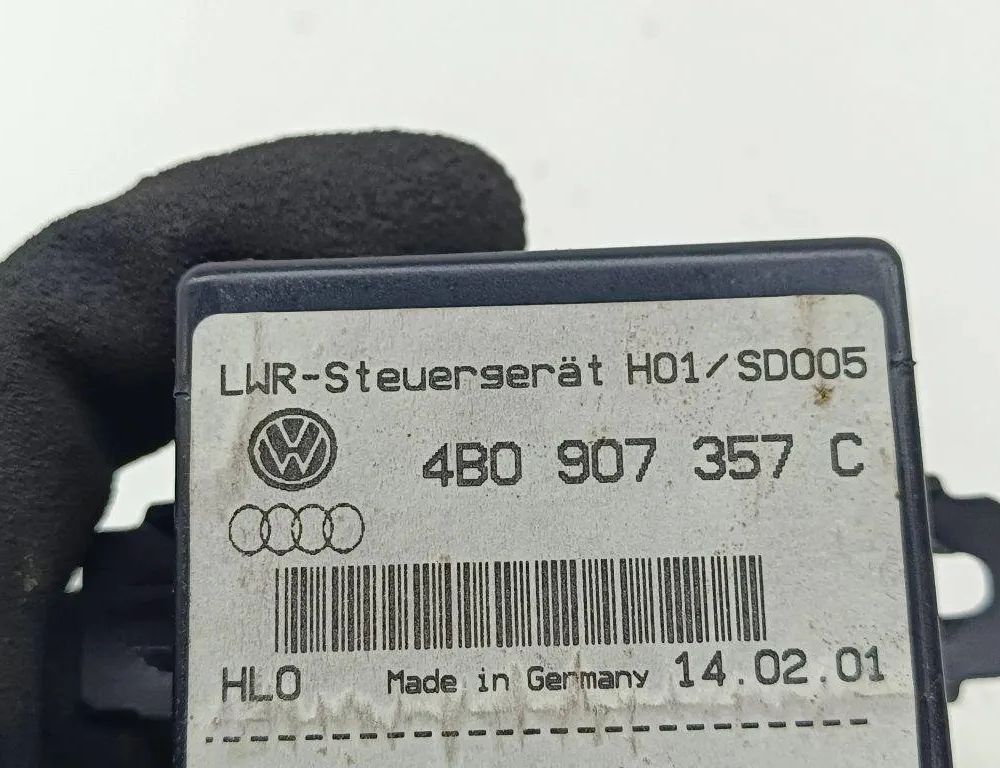 LWR-Steuergerät H01/SD005
4B0 907 357 C
HLO Made in Germany 14.02.01